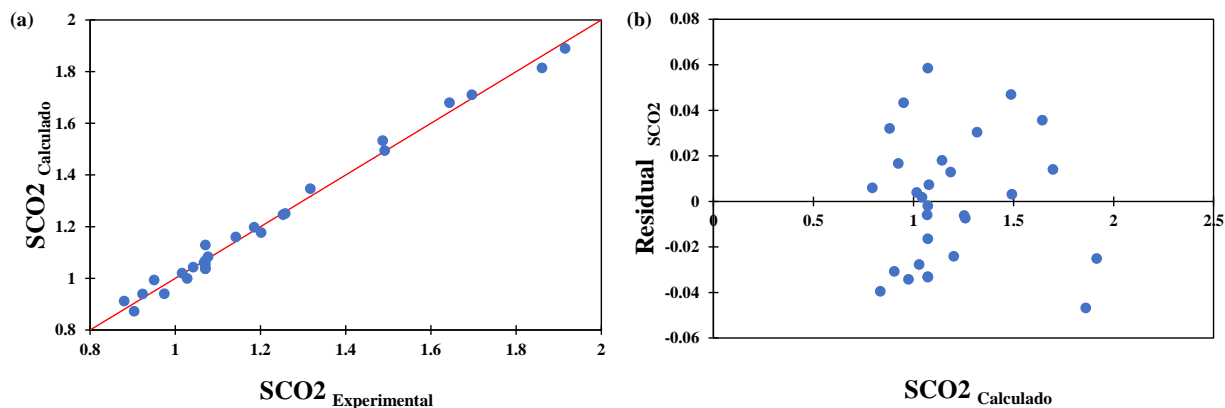 (a)
2
1.8
1.6
1.4
1.2
1
0.8
0.8 1 1.2 1.4 1.6 1.8 2
SCO2 Calculado
SCO2 Experimental
(b)
0.08
0.06
0.04
0.02
0
-0.02
-0.04
-0.06
0 0.5 1 1.5 2 2.5
Residual SCO2
SCO2 Calculado